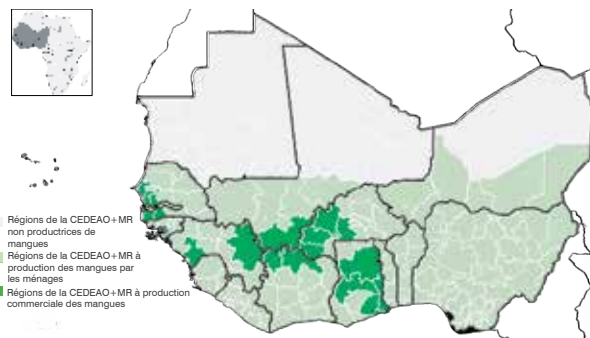 Régions de la CEDEAO+MR
non productrices de
mangues
Régions de la CEDEAO+MR à
production des mangues par
les ménages
Régions de la CEDEAO+MR à production
commerciale des mangues